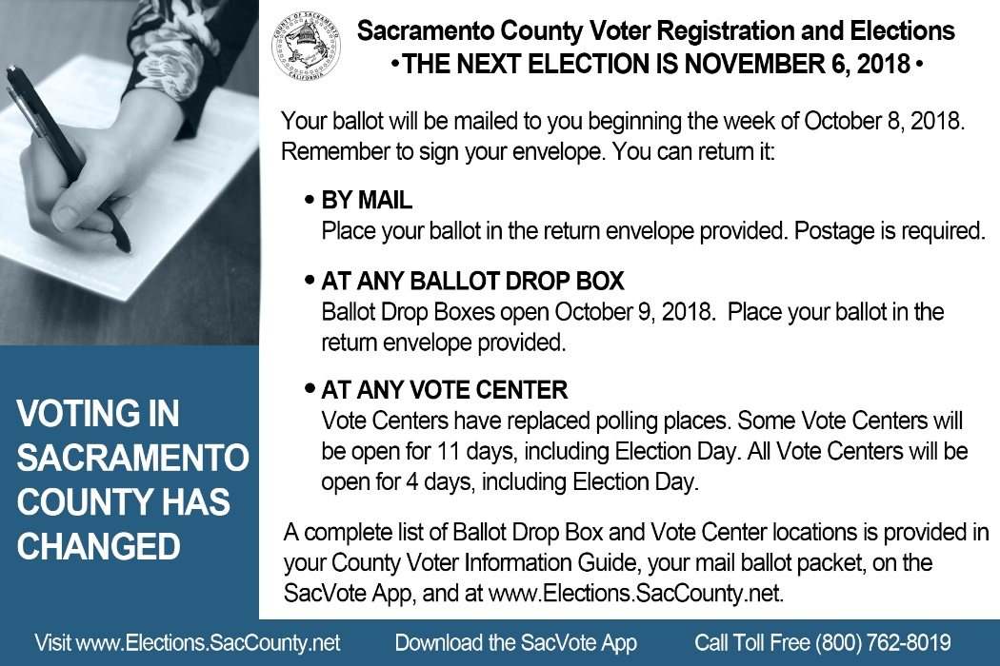 COUNTY OF SACRAMENTO
CALIFORNIA
Sacramento County Voter Registration and Elections
• THE NEXT ELECTION IS NOVEMBER 6, 2018 •
Your ballot will be mailed to you beginning the week of October 8, 2018.
Remember to sign your envelope. You can return it:
• BY MAIL
Place your ballot in the return envelope provided. Postage is required.
• AT ANY BALLOT DROP BOX
Ballot Drop Boxes open October 9, 2018.  Place your ballot in the
return envelope provided.
• AT ANY VOTE CENTER
Vote Centers have replaced polling places. Some Vote Centers will
be open for 11 days, including Election Day. All Vote Centers will be
open for 4 days, including Election Day.
A complete list of Ballot Drop Box and Vote Center locations is provided in
your County Voter Information Guide, your mail ballot packet, on the
SacVote App, and at www.Elections.SacCounty.net.
VOTING IN
SACRAMENTO
COUNTY HAS
CHANGED
Visit www.Elections.SacCounty.net
Download the SacVote App
Call Toll Free (800) 762-8019